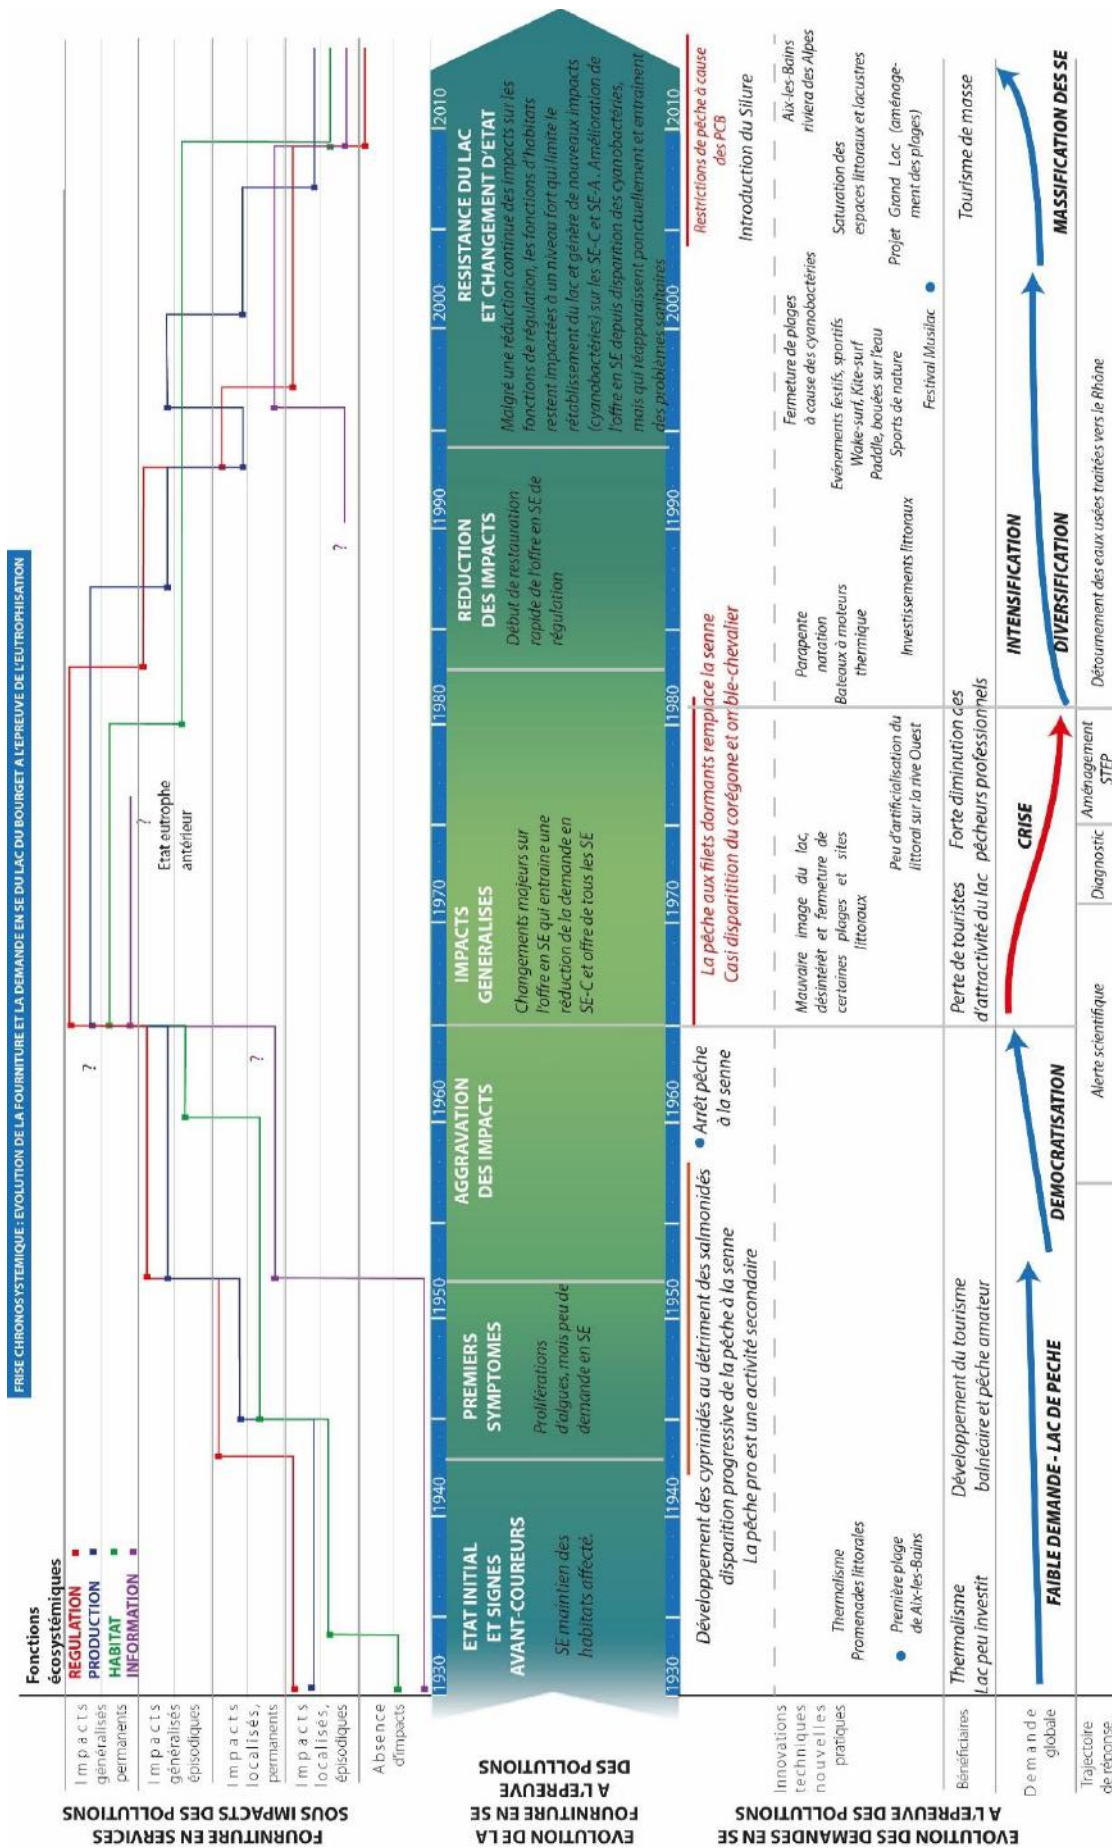 FRISE CHRONOSYSTEMIQUE : EVOLUTION DE LA FOURNITURE ET LA DEMANDE EN SE DU LAC DU BOURGET A L'EPREUVE DE L'EUTROPHISATION
Fonctions
écosystémiques
REGULATION
PRODUCTION
HABITAT
INFORMATION
FOURNITURE EN SERVICES
SOUS IMPACTS DES POLLUTIONS
Impacts
généralisés
permanents
Impacts
généralisés
épisodiques
Impacts
localisés,
permanents
Impacts
localisés,
épisodiques
Absence
d'impacts
?
?
?
Etat eutrophe
antérieur
?
EVOLUTION DE LA
FOURNITURE EN SE
A L'EPREUVE
DES POLLUTIONS
1930
1940
1950
1960
1970
1980
1990
2000
2010
ETAT INITIAL
ET SIGNES
AVANT-COUREURS
SE maintien des
habitats affecté.
PREMIERS
SYMPTOMES
Proliférations
d'algues, mais peu de
demande en SE
AGGRAVATION
DES IMPACTS
IMPACTS
GENERALISES
Changements majeurs sur
l'offre en SE qui entraine une
réduction de la demande en
SE-C et offre de tous les SE
REDUCTION
DES IMPACTS
Début de restauration
rapide de l'offre en SE de
régulation
RESISTANCE DU LAC
ET CHANGEMENT D'ETAT
Malgré une réduction continue des impacts sur les
fonctions de régulation, les fonctions d'habitats
restent impactées à un niveau fort qui limite le
rétablissement du lac et génère de nouveaux impacts
(cyanobactéries) sur les SE-C et SE-A. Amélioration de
l'offre en SE depuis disparition des cyanobactéries,
mais qui réapparaissent ponctuellement et entrainent
des problèmes sanitaires
1930
1940
1950
1960
1970
1980
1990
2000
2010
EVOLUTION DES DEMANDES EN SE
A L'EPREUVE DES POLLUTIONS
Développement des cyprinidés au détriment des salmonidés
disparition progressive de la pêche à la senne
La pêche pro est une activité secondaire
Arrêt pêche
à la senne
La pêche aux filets dormants remplace la senne
Casi disparitition du corégone et omble-chevalier
Restrictions de pêche à cause
des PCB
Introduction du Silure
Innovations
techniques
nouvelles
pratiques
Thermalisme
Promenades littorales
Première plage
de Aix-les-Bains
Mauvaire image du lac,
désintérêt et fermeture de
certaines plages et sites
littoraux
Peu d'artificialisation du
littoral sur la rive Ouest
Parapente
natation
Bateaux à moteurs
thermique
Investissements littoraux
Fermeture de plages
à cause des cyanobactéries
Evénements festifs, sportifs
Wake-surf, Kite-surf
Paddle, bouées sur l'eau
Sports de nature
Festival Musilac
Aix-les-Bains
riviera des Alpes
Saturation des
espaces littoraux et lacustres
Projet Grand Lac (aménage-
ment des plages)
Bénéficiaires
Thermalisme
Lac peu investit
Développement du tourisme
balnéaire et pêche amateur
Perte de touristes
d'attractivité du lac
Forte diminution des
pêcheurs professionnels
Tourisme de masse
Demande
globale
FAIBLE DEMANDE - LAC DE PECHE
DEMOCRATISATION
CRISE
INTENSIFICATION
DIVERSIFICATION
MASSIFICATION DES SE
Trajectoire
de réponse
Alerte scientifique
Diagnostic
Aménagement
STEP
Détournement des eaux usées traitées vers le Rhône